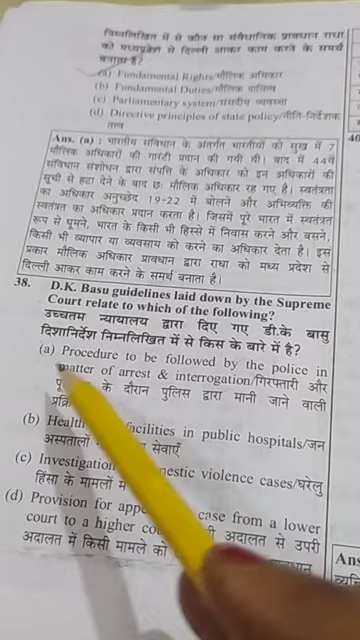 निम्नलिखित में से कौन सा संवैधानिक प्रावधान राधा
को मध्यप्रदेश से दिल्ली आकर काम करने के समर्थ
बनाता है?
(a) Fundamental Rights/मौलिक अधिकार
(b) Fundamental Duties/मौलिक दायित्व
(c) Parliamentary system/संसदीय व्यवस्था
(d) Directive principles of state policy/नीति-निर्देशक
तत्व
Ans. (a) : भारतीय संविधान के अंतर्गत भारतीयों को मुख्य में 7
मौलिक अधिकारों की गारंटी प्रदान की गयी थी। बाद में 44वें
संविधान संशोधन द्वारा संपत्ति के अधिकार को इन अधिकारों की
सूची से हटा देने के बाद छः मौलिक अधिकार रह गए है। स्वतंत्रता
का अधिकार अनुच्छेद 19-22 में बोलने और अभिव्यक्ति की
स्वतंत्रता का अधिकार प्रदान करता है। जिसमें पूरे भारत में स्वतंत्र
रूप से घूमने, भारत के किसी भी हिस्से में निवास करने और बसने,
किसी भी व्यापार या व्यवसाय को करने का अधिकार देता है। इस
प्रकार मौलिक अधिकार प्रावधान द्वारा राधा को मध्य प्रदेश से
दिल्ली आकर काम करने के समर्थ बनाता है।
40
38. D.K. Basu guidelines laid down by the Supreme
Court relate to which of the following?
उच्चतम न्यायालय द्वारा दिए गए डी.के बासु
दिशानिर्देश निम्नलिखित में से किस के बारे में है?
(a) Procedure to be followed by the police in
matter of arrest & interrogation/गिरफ्तारी और
के दौरान पुलिस द्वारा मानी जाने वाली
(b) Health facilities in public hospitals/जन
अस्पतालों सेवाएँ
(c) Investigation domestic violence cases/घरेलु
हिंसा के मामलों में
(d) Provision for case from a lower
court to a higher अदालत से उपरी
अदालत में किसी मामले को
Ans